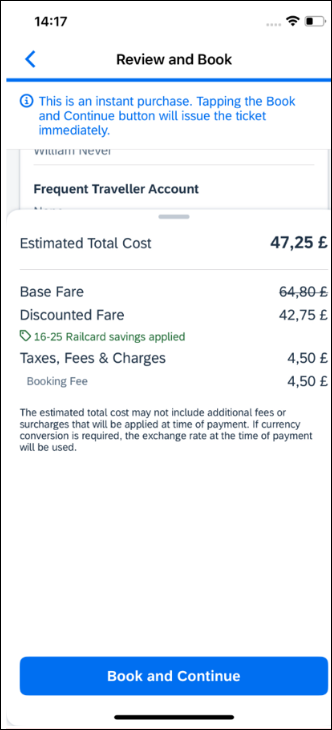 14:17
Review and Book
This is an instant purchase. Tapping the Book
and Continue button will issue the ticket
immediately.
William Never
Frequent Traveller Account
Estimated Total Cost 47,25 £
Base Fare 64,80 £
Discounted Fare 42,75 £
16-25 Railcard savings applied
Taxes, Fees & Charges 4,50 £
Booking Fee 4,50 £
The estimated total cost may not include additional fees or
surcharges that will be applied at time of payment. If currency
conversion is required, the exchange rate at the time of payment
will be used.
Book and Continue